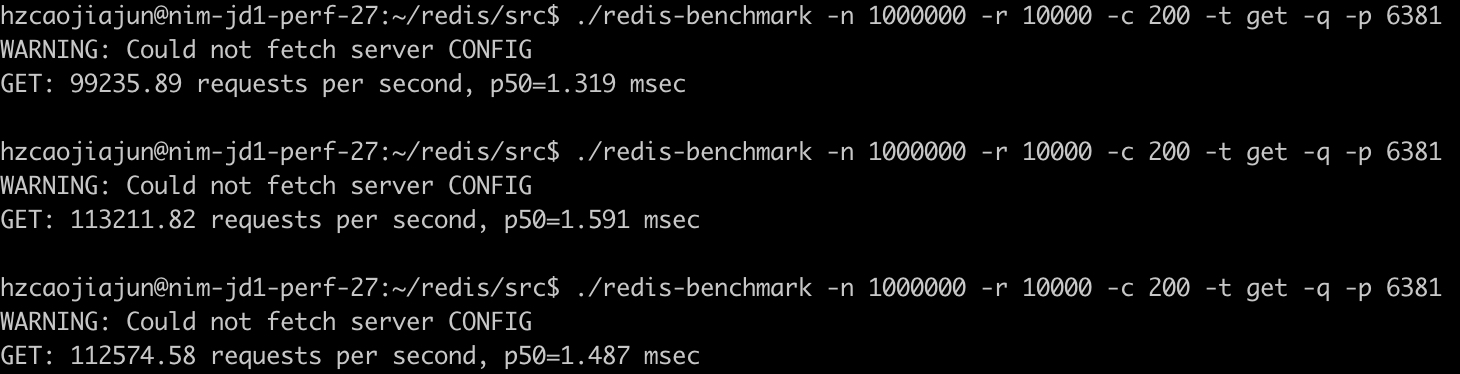 hzcaojiajun@nim-jd1-perf-27:~/redis/src$ ./redis-benchmark -n 1000000 -r 10000 -c 200 -t get -q -p 6381
WARNING: Could not fetch server CONFIG
GET: 99235.89 requests per second, p50=1.319 msec
hzcaojiajun@nim-jd1-perf-27:~/redis/src$ ./redis-benchmark -n 1000000 -r 10000 -c 200 -t get -q -p 6381
WARNING: Could not fetch server CONFIG
GET: 113211.82 requests per second, p50=1.591 msec
hzcaojiajun@nim-jd1-perf-27:~/redis/src$ ./redis-benchmark -n 1000000 -r 10000 -c 200 -t get -q -p 6381
WARNING: Could not fetch server CONFIG
GET: 112574.58 requests per second, p50=1.487 msec